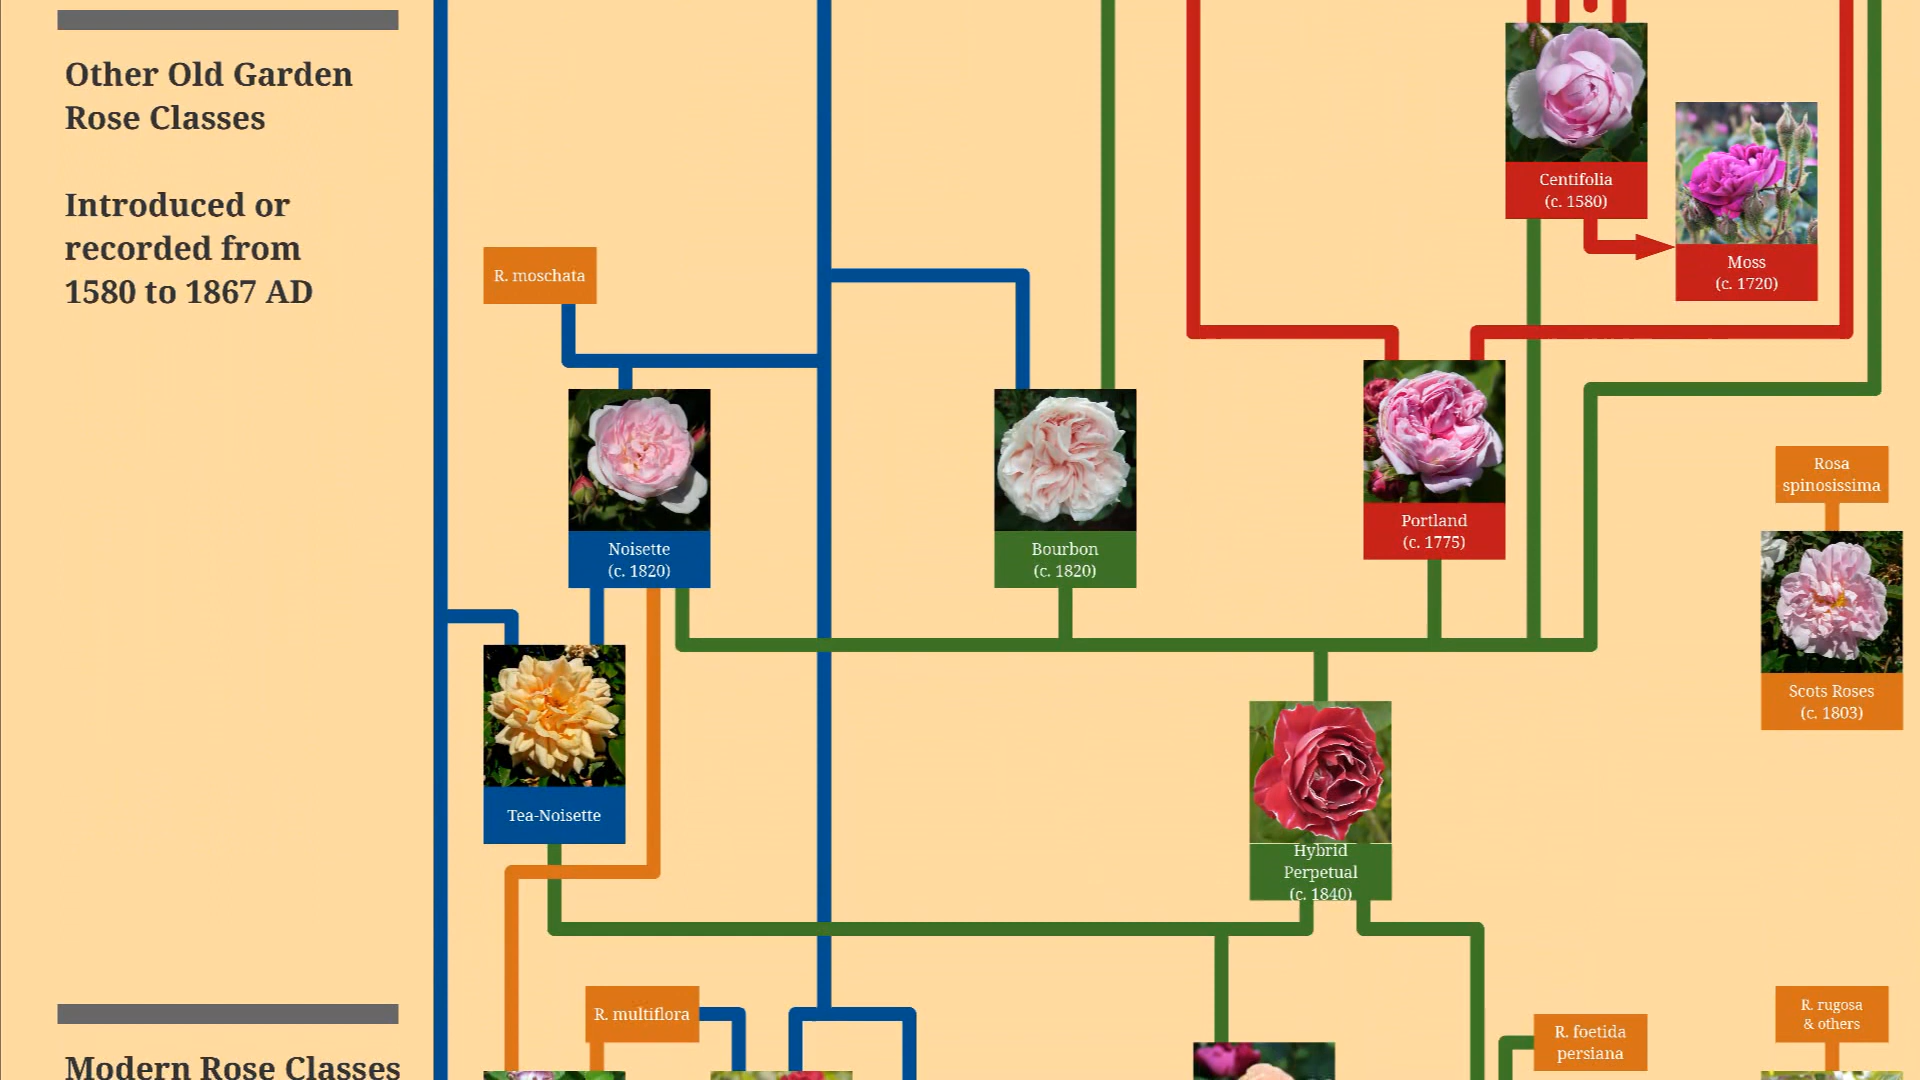 Other Old Garden
Rose Classes
Introduced or
recorded from
1580 to 1867 AD
Centifolia
(c. 1580)
Moss
(c. 1720)
R. moschata
Rosa
spinosissima
Portland
(c. 1775)
Noisette
(c. 1820)
Bourbon
(c. 1820)
Scots Roses
(c. 1803)
Tea-Noisette
Hybrid
Perpetual
(c. 1840)
R. multiflora
R. foetida
persiana
R. rugosa
& others
Modern Rose Classes